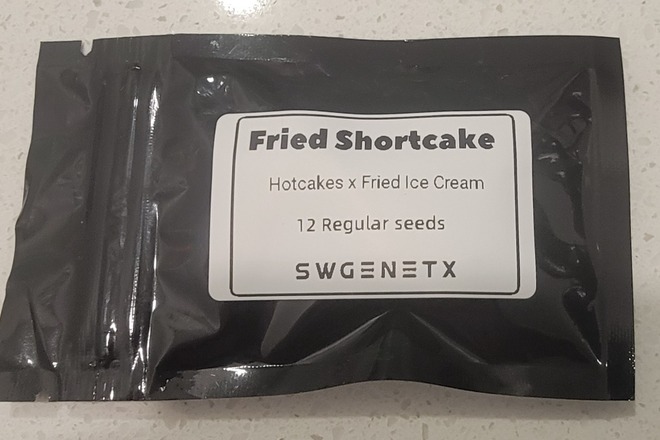 Fried Shortcake
Hotcakes x Fried Ice Cream
12 Regular seeds
SWGENETX